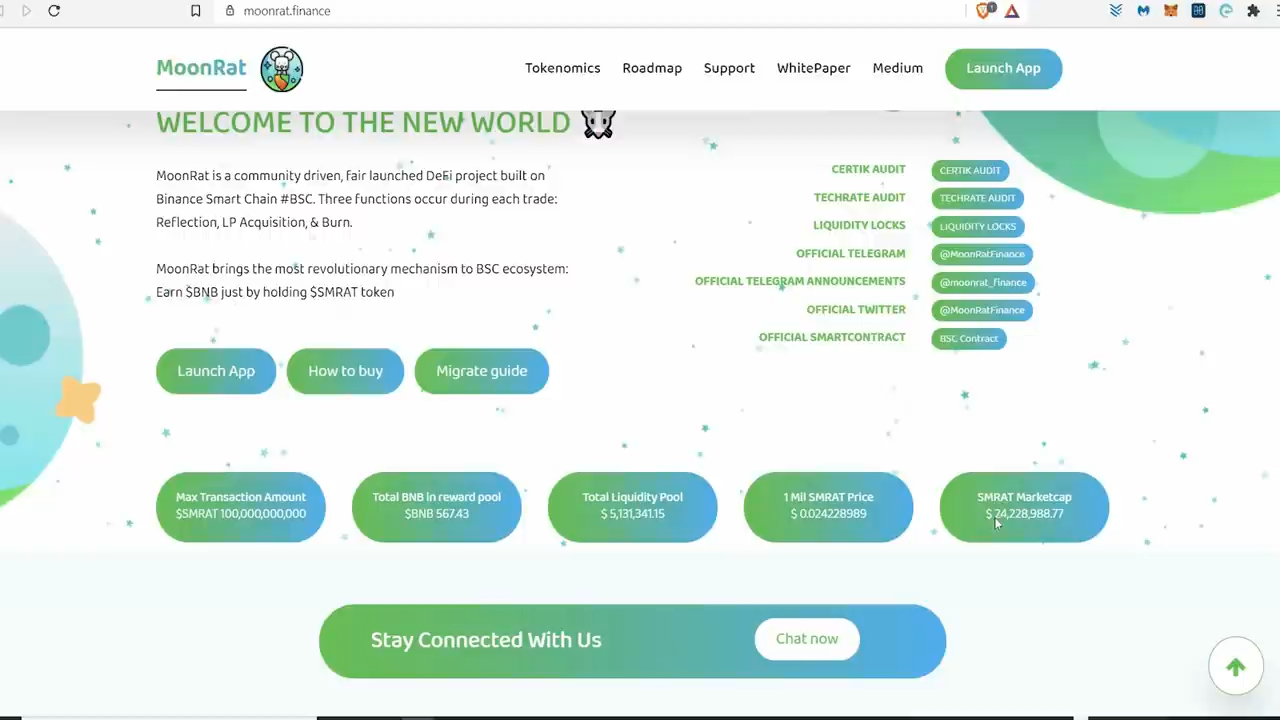 moonrat.finance
MoonRat
Tokenomics
Roadmap
Support
WhitePaper
Medium
Launch App
WELCOME TO THE NEW WORLD
MoonRat is a community driven, fair launched DeFi project built on
Binance Smart Chain #BSC. Three functions occur during each trade:
Reflection, LP Acquisition, & Burn.
MoonRat brings the most revolutionary mechanism to BSC ecosystem:
Earn $BNB just by holding $SMRAT token
Launch App
How to buy
Migrate guide
CERTIK AUDIT
CERTIK AUDIT
TECHRATE AUDIT
TECHRATE AUDIT
LIQUIDITY LOCKS
LIQUIDITY LOCKS
OFFICIAL TELEGRAM
@MoonRatFinance
OFFICIAL TELEGRAM ANNOUNCEMENTS
@moonrat_finance
OFFICIAL TWITTER
@MoonRatFinance
OFFICIAL SMARTCONTRACT
BSC Contract
Max Transaction Amount
$SMRAT 100,000,000,000
Total BNB in reward pool
$BNB 567.43
Total Liquidity Pool
$ 5,131,341.15
1 Mil SMRAT Price
$ 0.024228989
SMRAT Marketcap
$ 24,228,988.77
Stay Connected With Us
Chat now